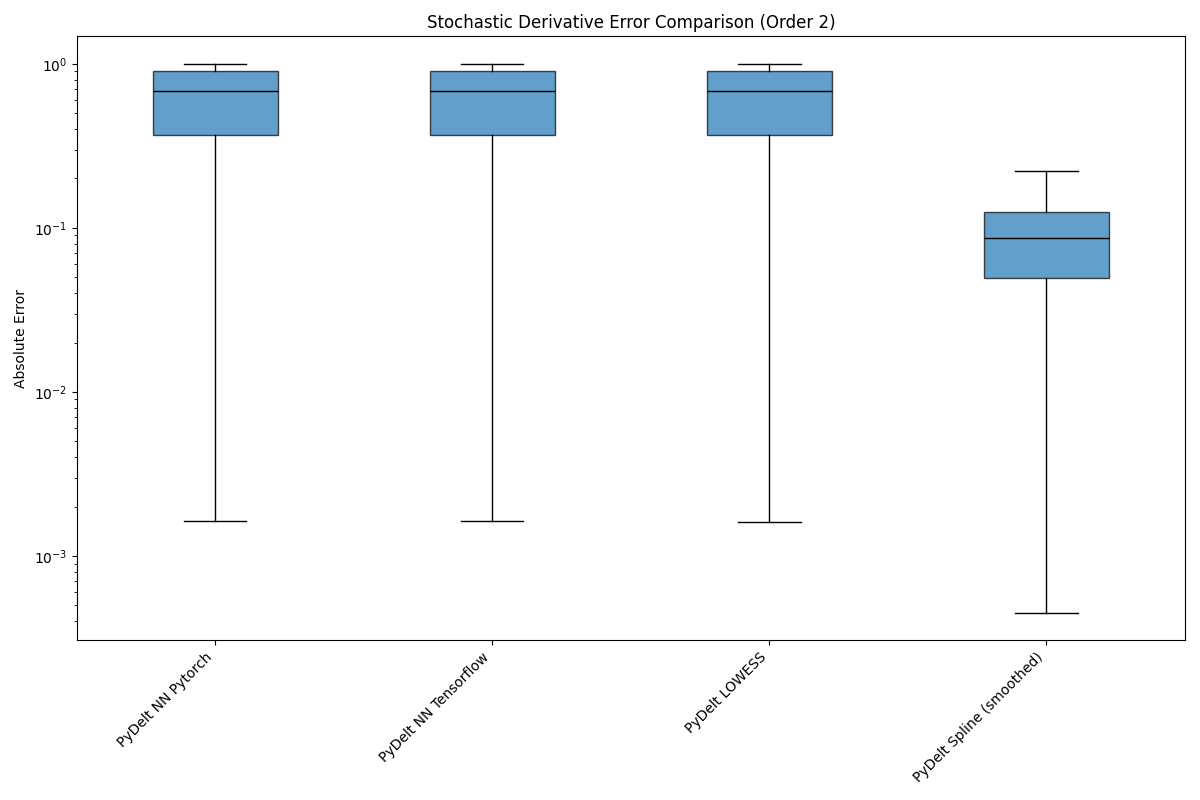 Stochastic Derivative Error Comparison (Order 2)
Absolute Error
10⁰
10⁻¹
10⁻²
10⁻³
PyDelt NN Pytorch
PyDelt NN Tensorflow
PyDelt LOWESS
PyDelt Spline (smoothed)